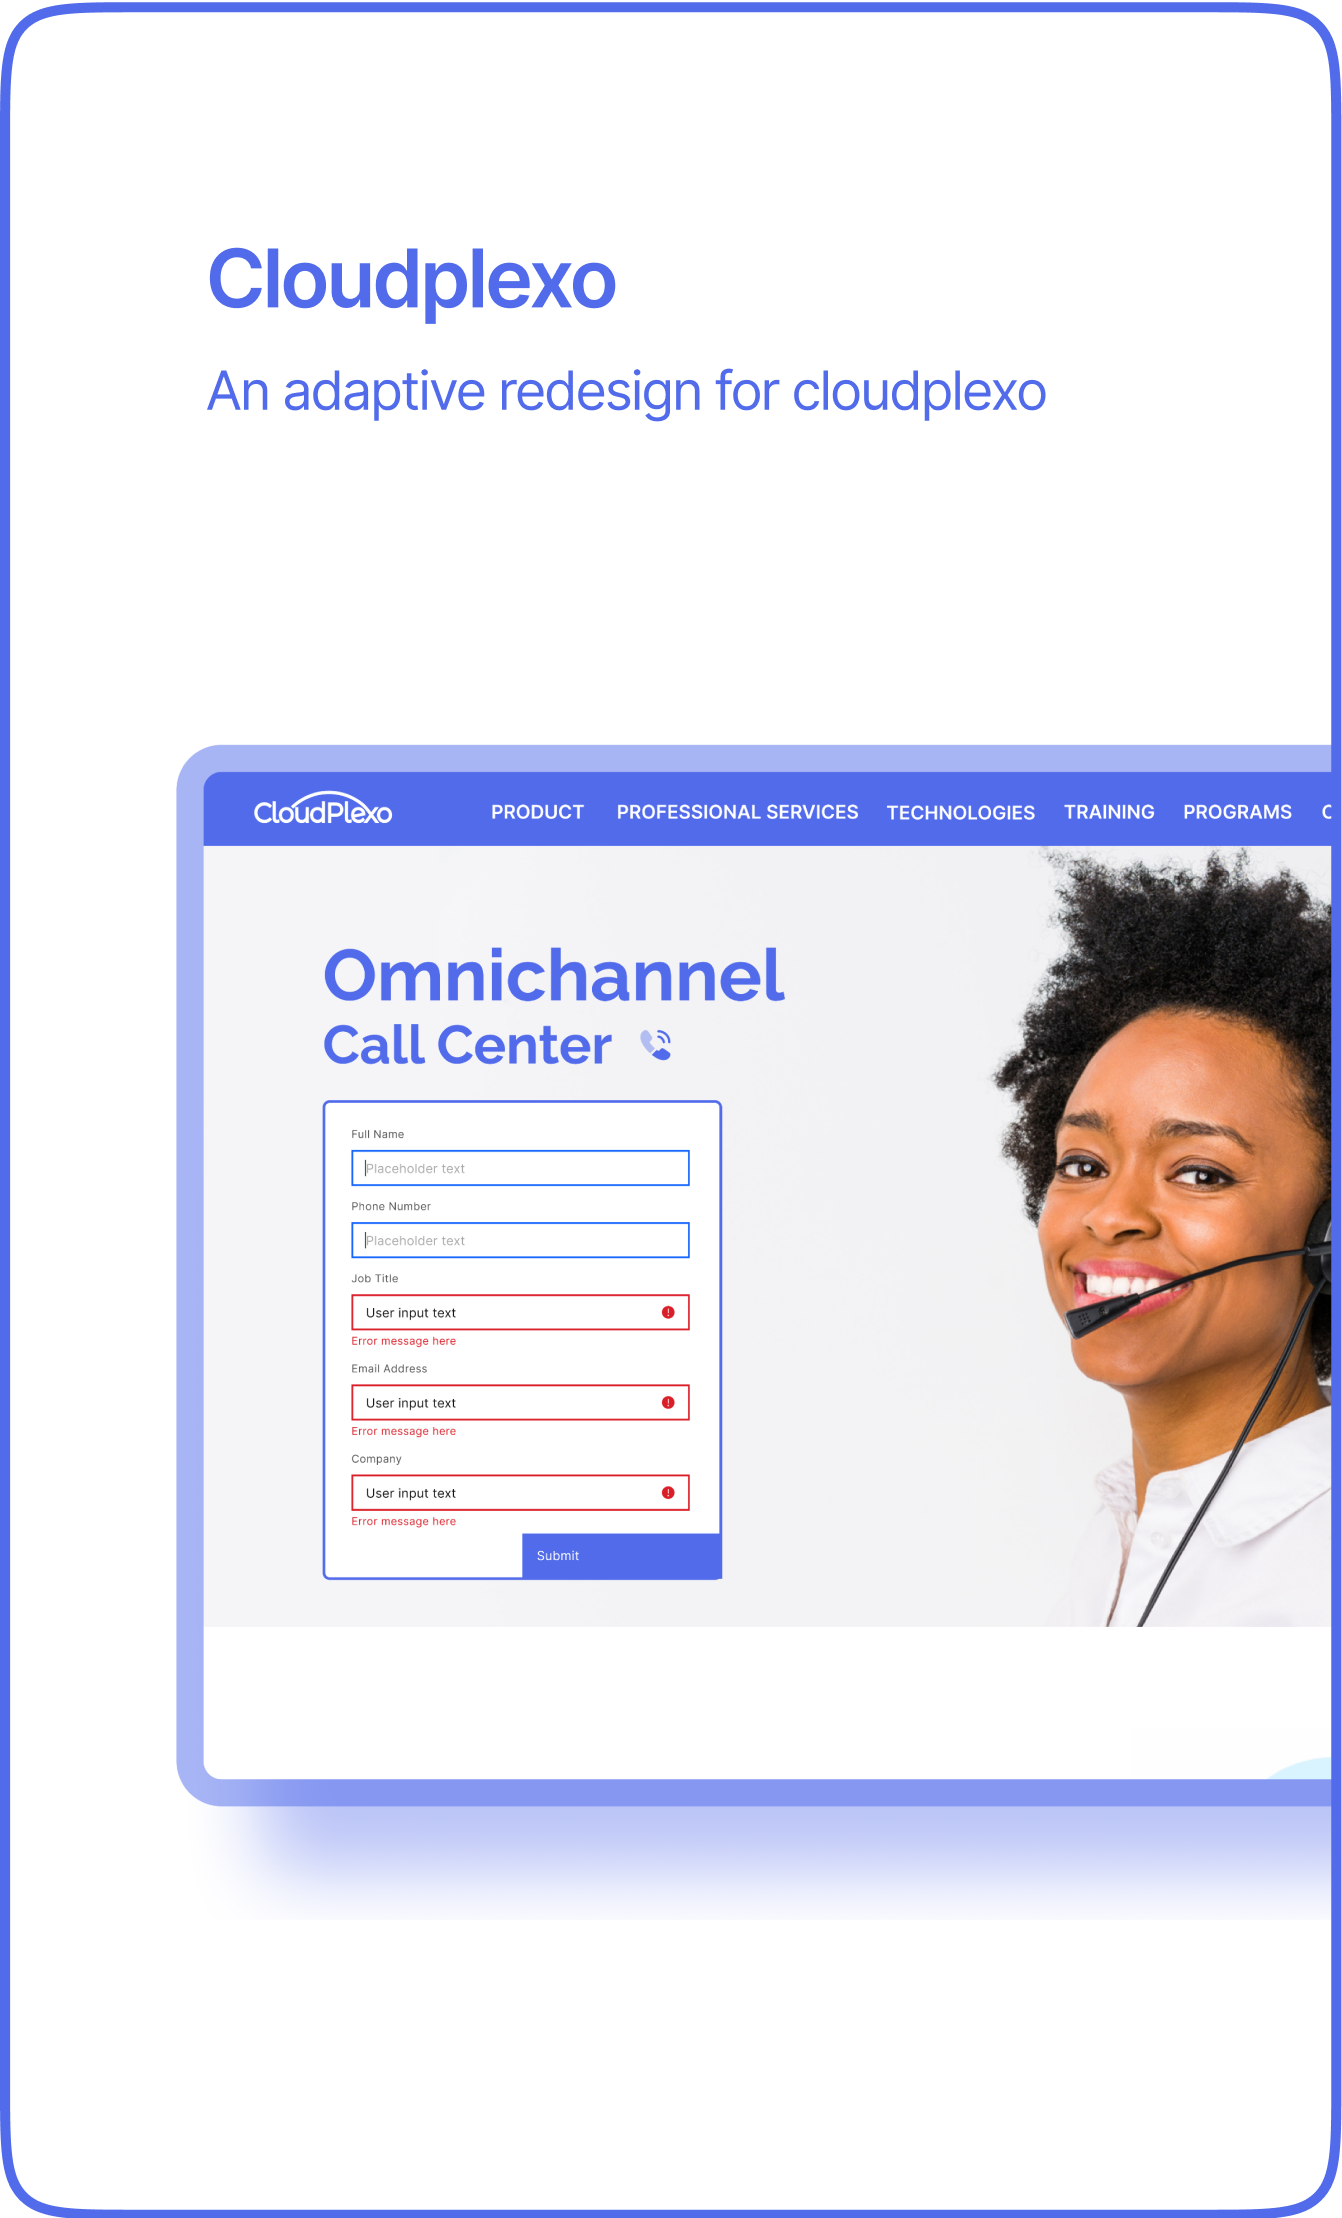 Cloudplexo
An adaptive redesign for cloudplexo
CloudPlexo PRODUCT PROFESSIONAL SERVICES TECHNOLOGIES TRAINING PROGRAMS
Omnichannel
Call Center
Full Name
Placeholder text
Phone Number
Placeholder text
Job Title
User input text
Error message here
Email Address
User input text
Error message here
Company
User input text
Error message here
Submit